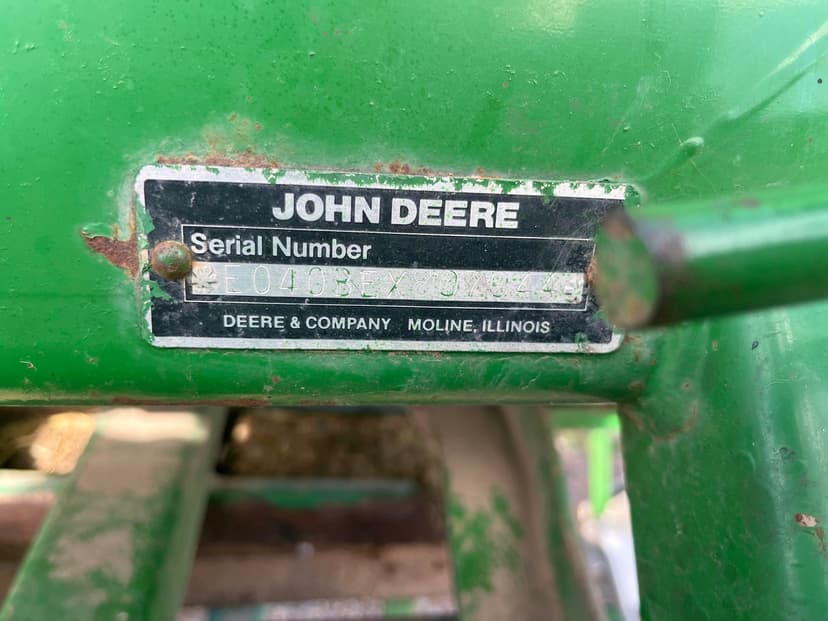 JOHN DEERE
Serial Number
DEERE & COMPANY MOLINE, ILLINOIS